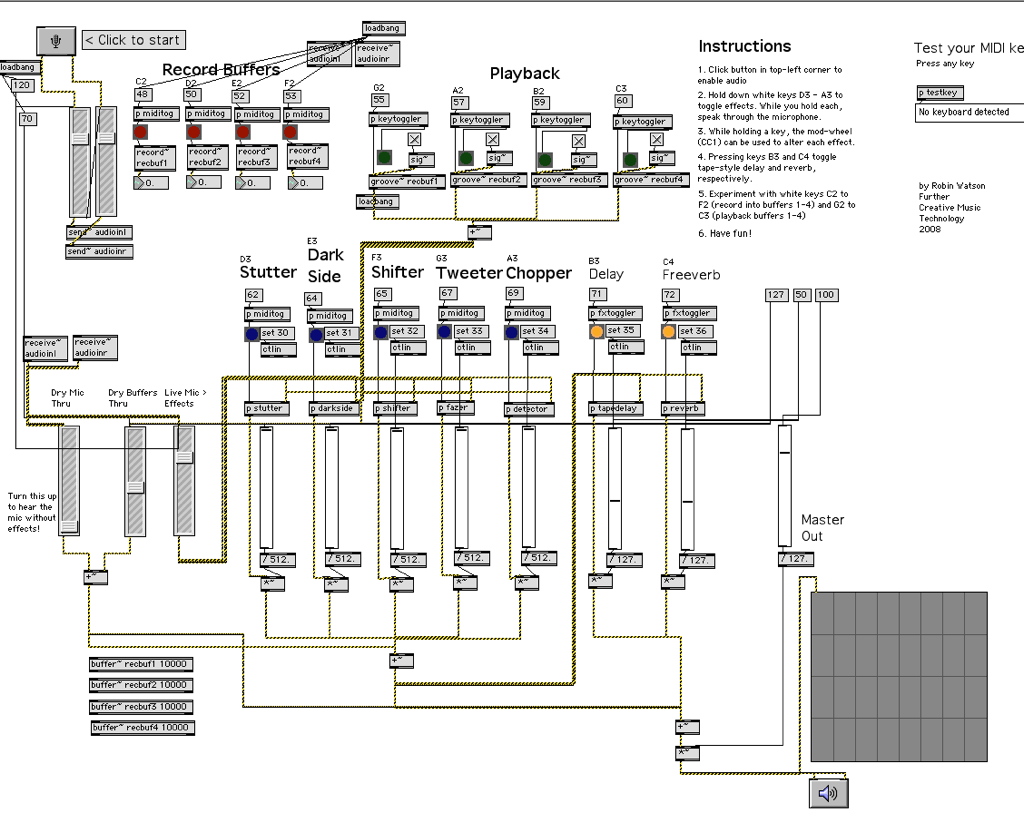 < Click to start
loadbang
120
70
Record Buffers
C2
48
p miditog
record~
recbuf1
0.
D2
50
p miditog
record~
recbuf2
0.
E2
52
p miditog
record~
recbuf3
0.
F2
53
p miditog
record~
recbuf4
0.
loadbang
receive~
audioinl
receive~
audioinr
send~ audioinl
send~ audioinr
Playback
G2
55
p keytoggler
sig~
groove~ recbuf1
A2
57
p keytoggler
sig~
groove~ recbuf2
B2
59
p keytoggler
sig~
groove~ recbuf3
C3
60
p keytoggler
sig~
groove~ recbuf4
loadbang
+~
Instructions
1. Click button in top-left corner to
enable audio
2. Hold down white keys D3 - A3 to
toggle effects. While you hold each,
speak through the microphone.
3. While holding a key, the mod-wheel
(CC1) can be used to alter each effect.
4. Pressing keys B3 and C4 toggle
tape-style delay and reverb,
respectively.
5. Experiment with white keys C2 to
F2 (record into buffers 1-4) and G2 to
C3 (playback buffers 1-4)
6. Have fun!
Test your MIDI ke
Press any key
p testkey
No keyboard detected
by Robin Watson
Further
Creative Music
Technology
2008
D3
Stutter
62
p miditog
set 30
ctlin
p stutter
E3
Dark
Side
64
p miditog
set 31
ctlin
p darkside
F3
Shifter
65
p miditog
set 32
ctlin
p shifter
G3
Tweeter
67
p miditog
set 33
ctlin
p fazer
A3
Chopper
69
p miditog
set 34
ctlin
p detector
B3
Delay
71
p fxtoggler
set 35
ctlin
p tapedelay
C4
Freeverb
72
p fxtoggler
set 36
ctlin
p reverb
127
50
100
receive~
audioinl
receive~
audioinr
Dry Mic
Thru
Dry Buffers
Thru
Live Mic >
Effects
Turn this up
to hear the
mic without
effects!
+~
/ 512.
/ 512.
/ 512.
/ 512.
/ 512.
/ 127.
/ 127.
/ 127.
*~
*~
*~
*~
*~
*~
*~
Master
Out
+~
buffer~ recbuf1 10000
buffer~ recbuf2 10000
buffer~ recbuf3 10000
buffer~ recbuf4 10000
+~
*~